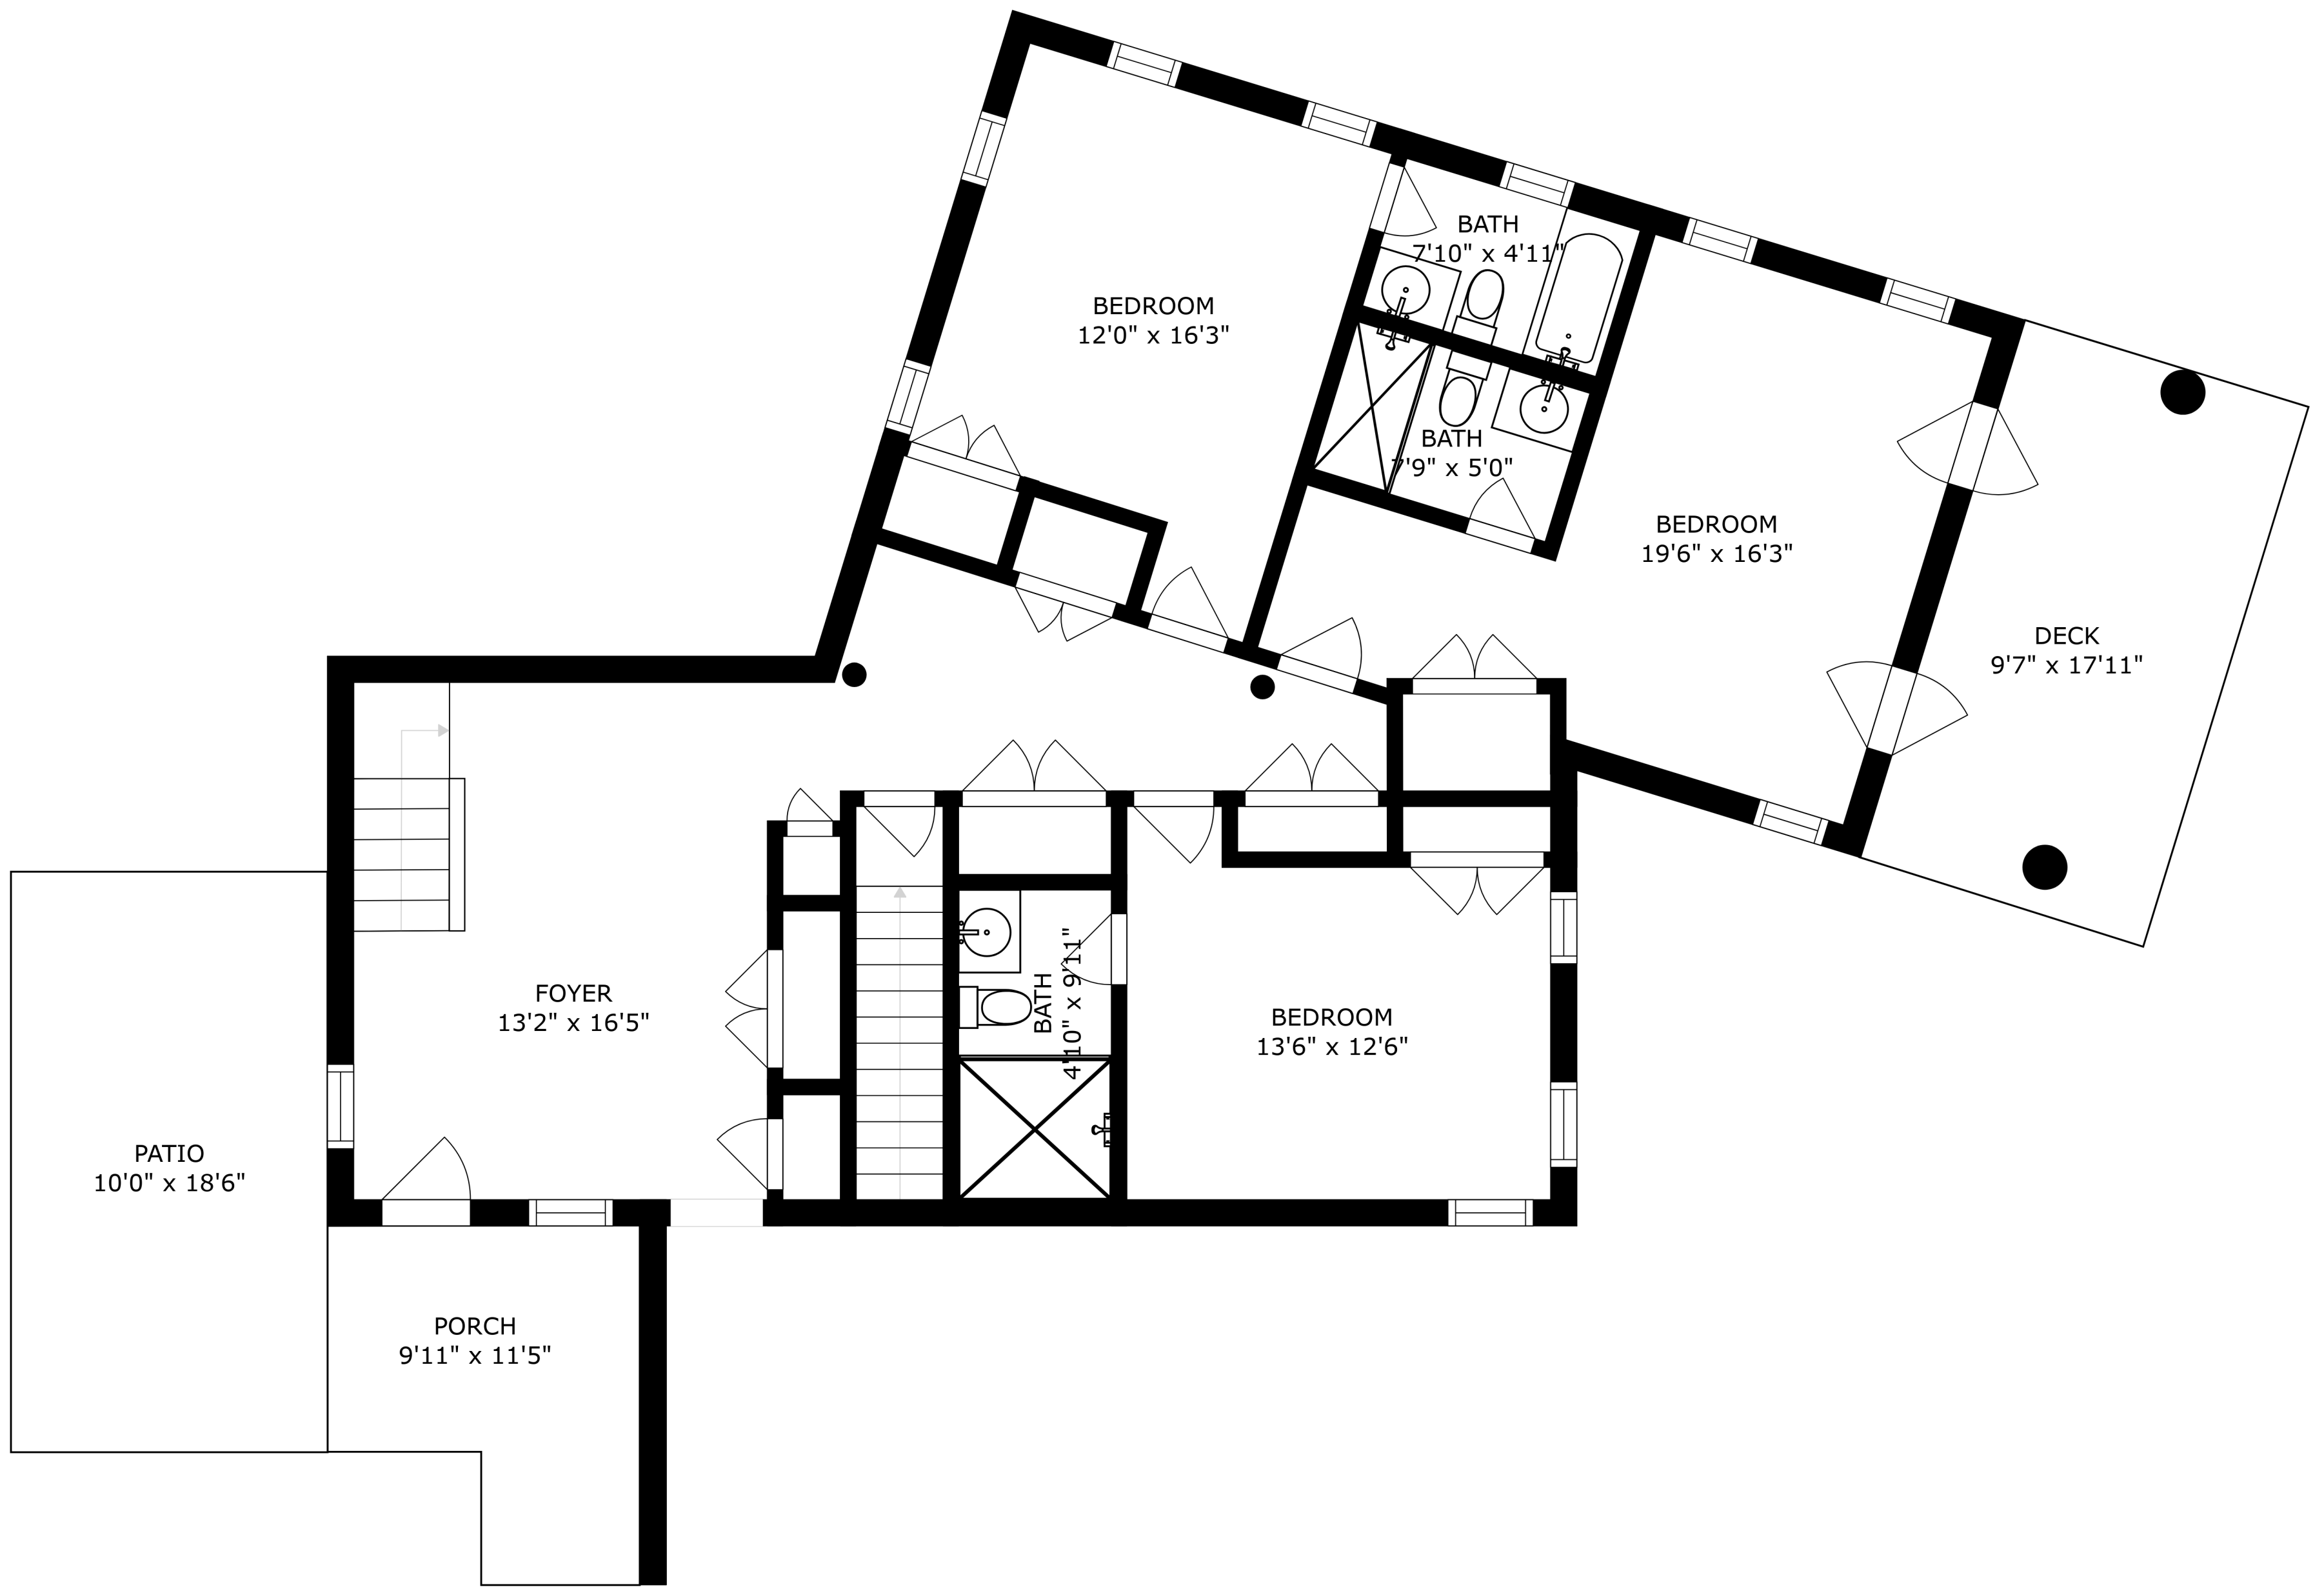 BATH
7'10" x 4'11"
BEDROOM
12'0" x 16'3"
BATH
7'9" x 5'0"
BEDROOM
19'6" x 16'3"
DECK
9'7" x 17'11"
FOYER
13'2" x 16'5"
BATH
4'10" x 9'11"
BEDROOM
13'6" x 12'6"
PATIO
10'0" x 18'6"
PORCH
9'11" x 11'5"